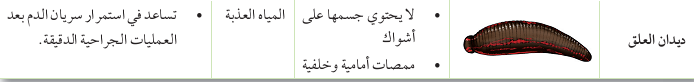 ديدان العلق
• لا يحتوي جسمها على
أشواك
• ممصات أمامية وخلفية
المياه العذبة
• تساعد في استمرار سريان الدم بعد
العمليات الجراحية الدقيقة.